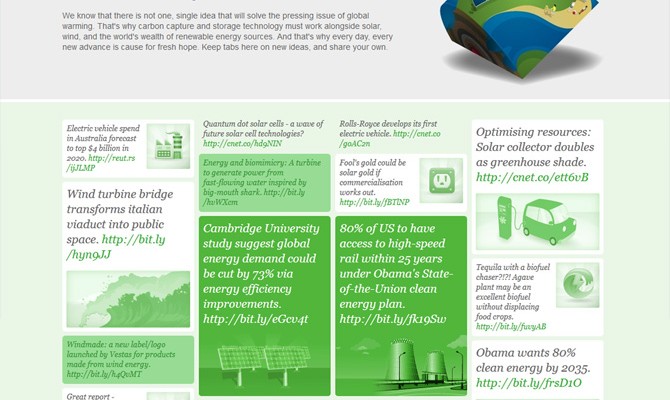 We know that there is not one, single idea that will solve the pressing issue of global
warming. That's why carbon capture and storage technology must work alongside solar,
wind, and the world's wealth of renewable energy sources. And that's why every day, every
new advance is cause for fresh hope. Keep tabs here on new ideas, and share your own.
Electric vehicle spend
in Australia forecast
to top $4 billion in
2020. http://reut.rs
/ijJLMP
Wind turbine bridge
transforms italian
viaduct into public
space. http://bit.ly
/hyn9JJ
Windmade: a new label/logo
launched by Vestas for products
made from wind energy.
http://bit.ly/h4QvMT
Great report -
Quantum dot solar cells - a wave of
future solar cell technologies?
http://cnet.co/hdgNIN
Energy and biomimicry: A turbine
to generate power from
fast-flowing water inspired by
big-mouth shark. http://bit.ly
/hvWXcm
Cambridge University
study suggest global
energy demand could
be cut by 73% via
energy efficiency
improvements.
http://bit.ly/eGcv4t
Rolls-Royce develops its first
electric vehicle. http://cnet.co
/goACzn
Fool's gold could be
solar gold if
commercialisation
works out.
http://bit.ly/fBTlNP
80% of US to have
access to high-speed
rail within 25 years
under Obama's State-
of-the-Union clean
energy plan.
http://bit.ly/fk19Sw
Optimising resources:
Solar collector doubles
as greenhouse shade.
http://cnet.co/ett6vB
Tequila with a biofuel
chaser?!?! Agave
plant may be an
excellent biofuel
without displacing
food crops.
http://bit.ly/fuvyAB
Obama wants 80%
clean energy by 2035.
http://bit.ly/frsD1O